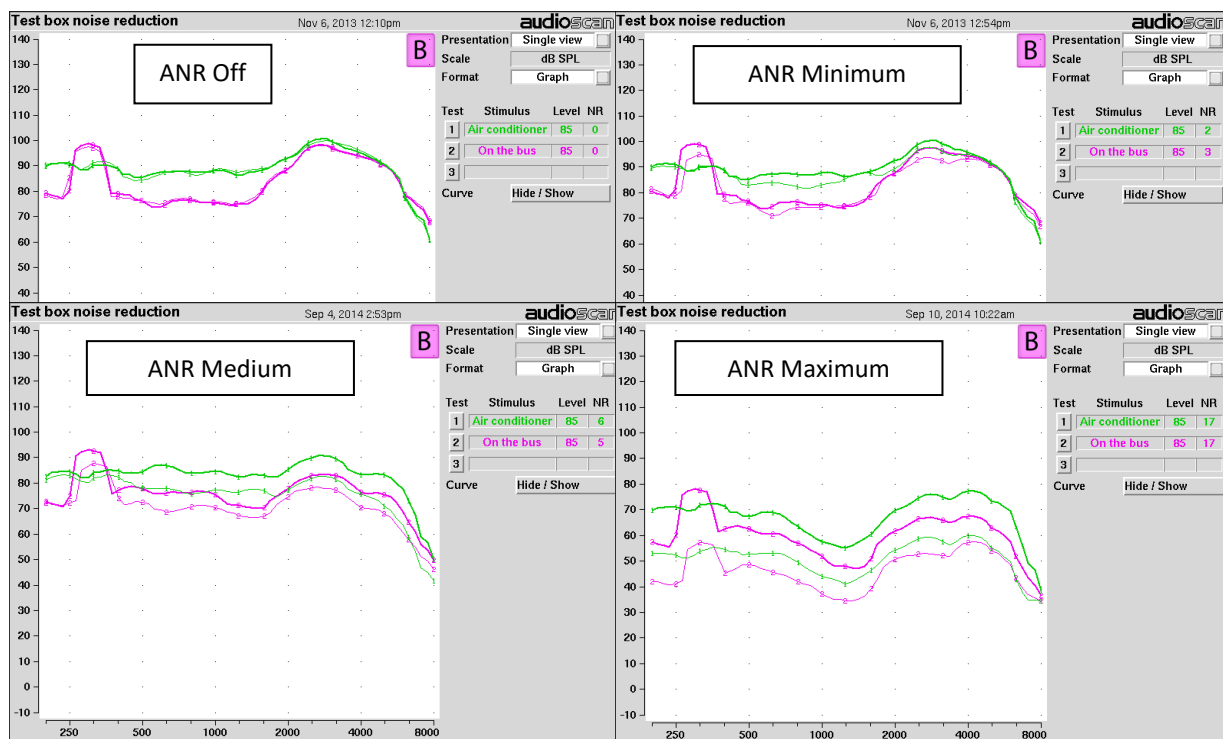 Test box noise reduction Nov 6, 2013 12:10pm audioscan
140
130
120
110
100
90
80
70
60
50
40
ANR Off
B
Presentation Single view
Scale dB SPL
Format Graph
Test Stimulus Level NR
1 Air conditioner 85 0
2 On the bus 85 0
3
Curve Hide / Show
Test box noise reduction Nov 6, 2013 12:54pm audioscan
140
130
120
110
100
90
80
70
60
50
40
ANR Minimum
B
Presentation Single view
Scale dB SPL
Format Graph
Test Stimulus Level NR
1 Air conditioner 85 2
2 On the bus 85 3
3
Curve Hide / Show
Test box noise reduction Sep 4, 2014 2:53pm audioscan
140
130
120
110
100
90
80
70
60
50
40
30
20
10
0
-10
250 500 1000 2000 4000 8000
ANR Medium
B
Presentation Single view
Scale dB SPL
Format Graph
Test Stimulus Level NR
1 Air conditioner 85 6
2 On the bus 85 5
3
Curve Hide / Show
Test box noise reduction Sep 10, 2014 10:22am audioscan
140
130
120
110
100
90
80
70
60
50
40
30
20
10
0
-10
250 500 1000 2000 4000 8000
ANR Maximum
B
Presentation Single view
Scale dB SPL
Format Graph
Test Stimulus Level NR
1 Air conditioner 85 17
2 On the bus 85 17
3
Curve Hide / Show